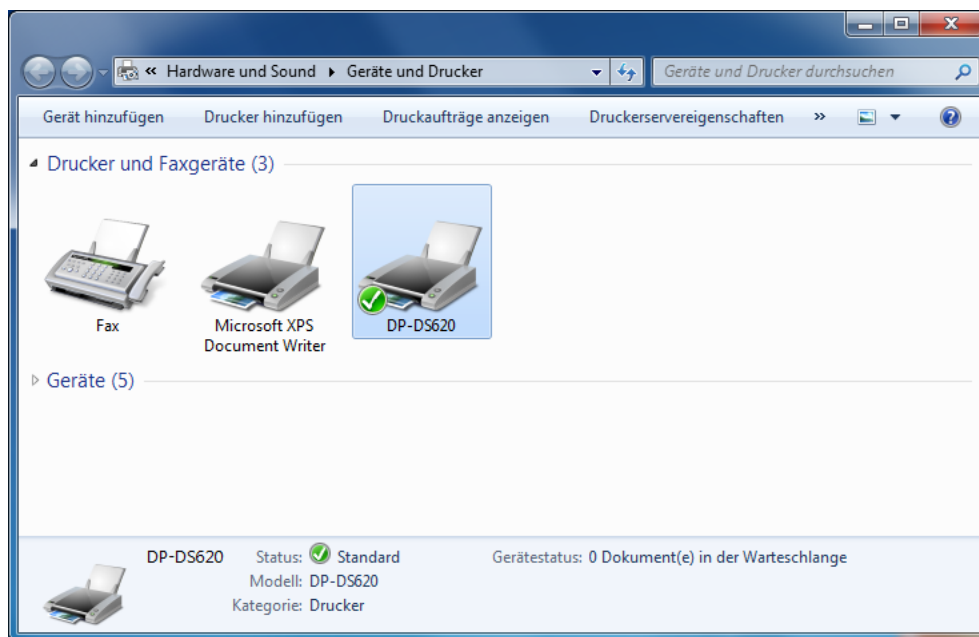 « Hardware und Sound ▸ Geräte und Drucker
Geräte und Drucker durchsuchen
Gerät hinzufügen Drucker hinzufügen Druckaufträge anzeigen Druckerservereigenschaften »
Drucker und Faxgeräte (3)
Fax
Microsoft XPS
Document Writer
DP-DS620
Geräte (5)
DP-DS620 Status: Standard Gerätestatus: 0 Dokument(e) in der Warteschlange
Modell: DP-DS620
Kategorie: Drucker